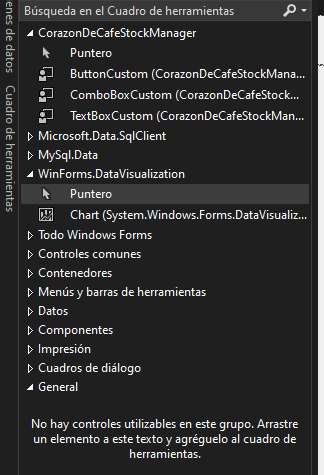 Búsqueda en el Cuadro de herramientas
enes de datos
Cuadro de herramientas
CorazonDeCafeStockManager
Puntero
ButtonCustom (CorazonDeCafeStockMana...
ComboBoxCustom (CorazonDeCafeStock...
TextBoxCustom (CorazonDeCafeStockMan...
Microsoft.Data.SqlClient
MySql.Data
WinForms.DataVisualization
Puntero
Chart (System.Windows.Forms.DataVisualiz...
Todo Windows Forms
Controles comunes
Contenedores
Menús y barras de herramientas
Datos
Componentes
Impresión
Cuadros de diálogo
General
No hay controles utilizables en este grupo. Arrastre
un elemento a este texto y agréguelo al cuadro de
herramientas.